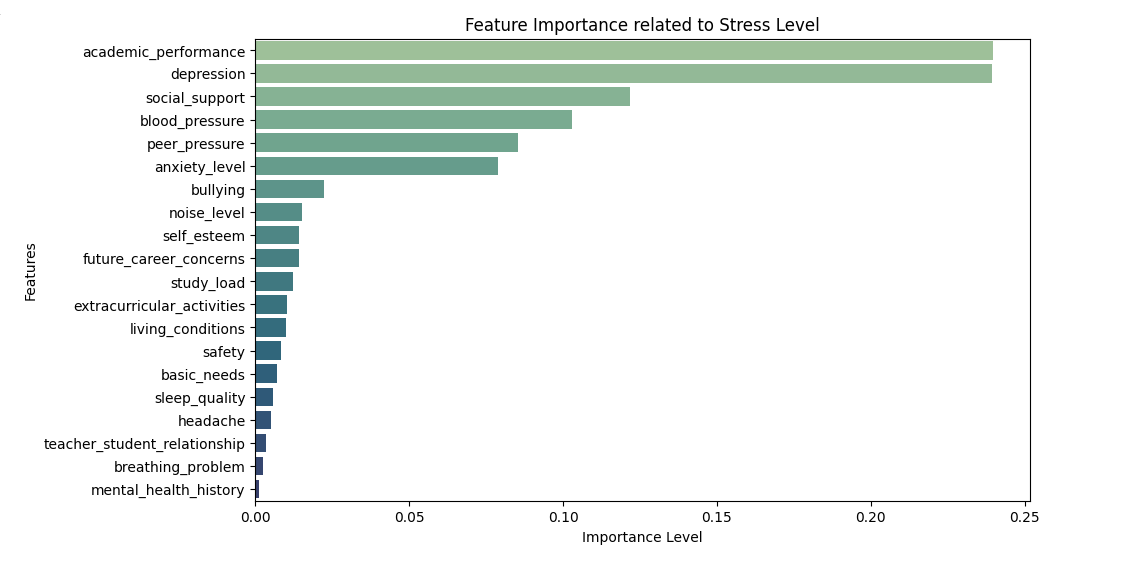 Feature Importance related to Stress Level
academic_performance
depression
social_support
blood_pressure
peer_pressure
anxiety_level
bullying
noise_level
self_esteem
future_career_concerns
study_load
extracurricular_activities
living_conditions
safety
basic_needs
sleep_quality
headache
teacher_student_relationship
breathing_problem
mental_health_history
Features
0.00 0.05 0.10 0.15 0.20 0.25
Importance Level